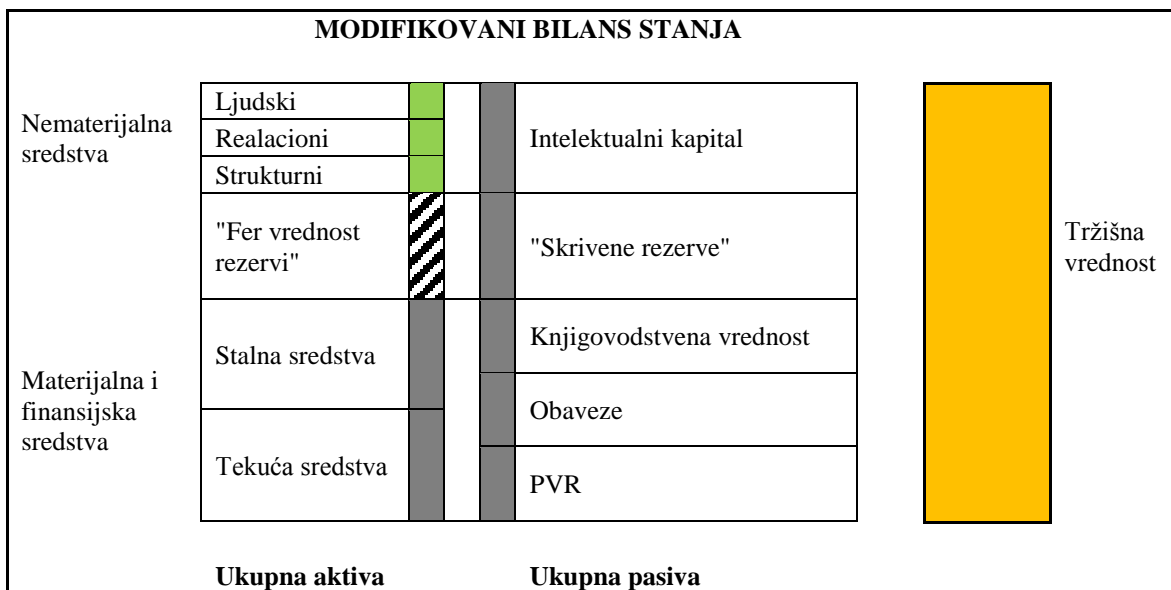 MODIFIKOVANI BILANS STANJA
Nematerijalna
sredstva
Ljudski
Realacioni
Strukturni
Intelektualni kapital
"Fer vrednost
rezervi"
"Skrivene rezerve"
Tržišna
vrednost
Materijalna i
finansijska
sredstva
Stalna sredstva
Tekuća sredstva
Knjigovodstvena vrednost
Obaveze
PVR
Ukupna aktiva
Ukupna pasiva